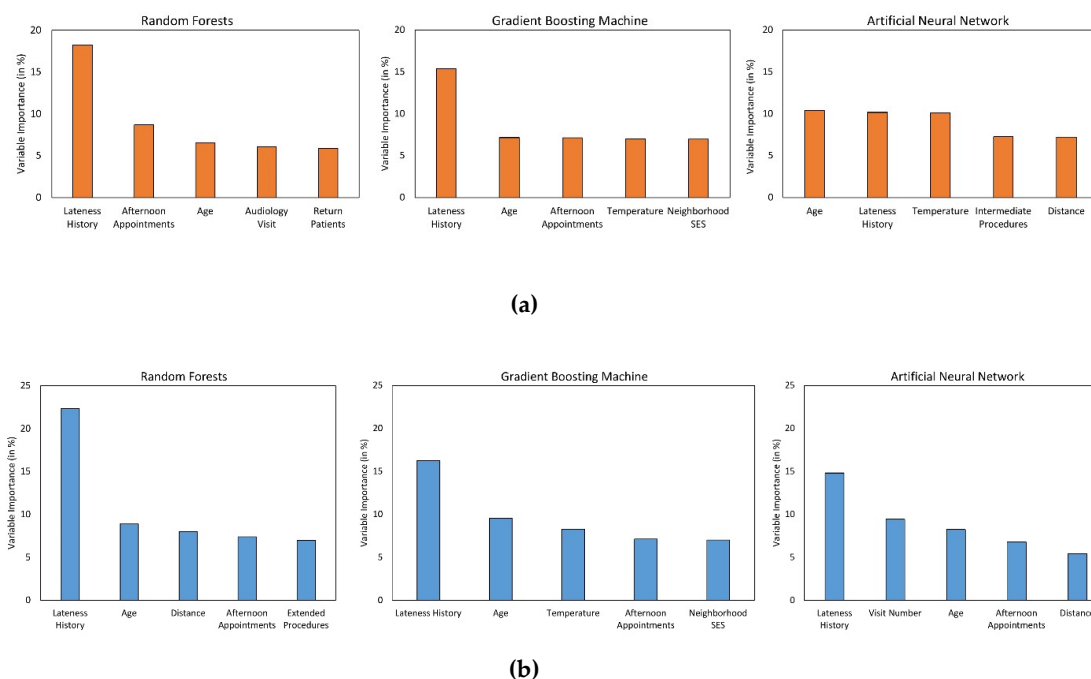 Random Forests
Variable Importance (in %)
20
15
10
5
0
Lateness History
Afternoon Appointments
Age
Audiology Visit
Return Patients
Gradient Boosting Machine
Variable Importance (in %)
20
15
10
5
0
Lateness History
Age
Afternoon Appointments
Temperature
Neighborhood SES
Artificial Neural Network
Variable Importance (in %)
20
15
10
5
0
Age
Lateness History
Temperature
Intermediate Procedures
Distance
(a)
Random Forests
Variable Importance (in %)
25
20
15
10
5
0
Lateness History
Age
Distance
Afternoon Appointments
Extended Procedures
Gradient Boosting Machine
Variable Importance (in %)
25
20
15
10
5
0
Lateness History
Age
Temperature
Afternoon Appointments
Neighborhood SES
Artificial Neural Network
Variable Importance (in %)
25
20
15
10
5
0
Lateness History
Visit Number
Age
Afternoon Appointments
Distance
(b)